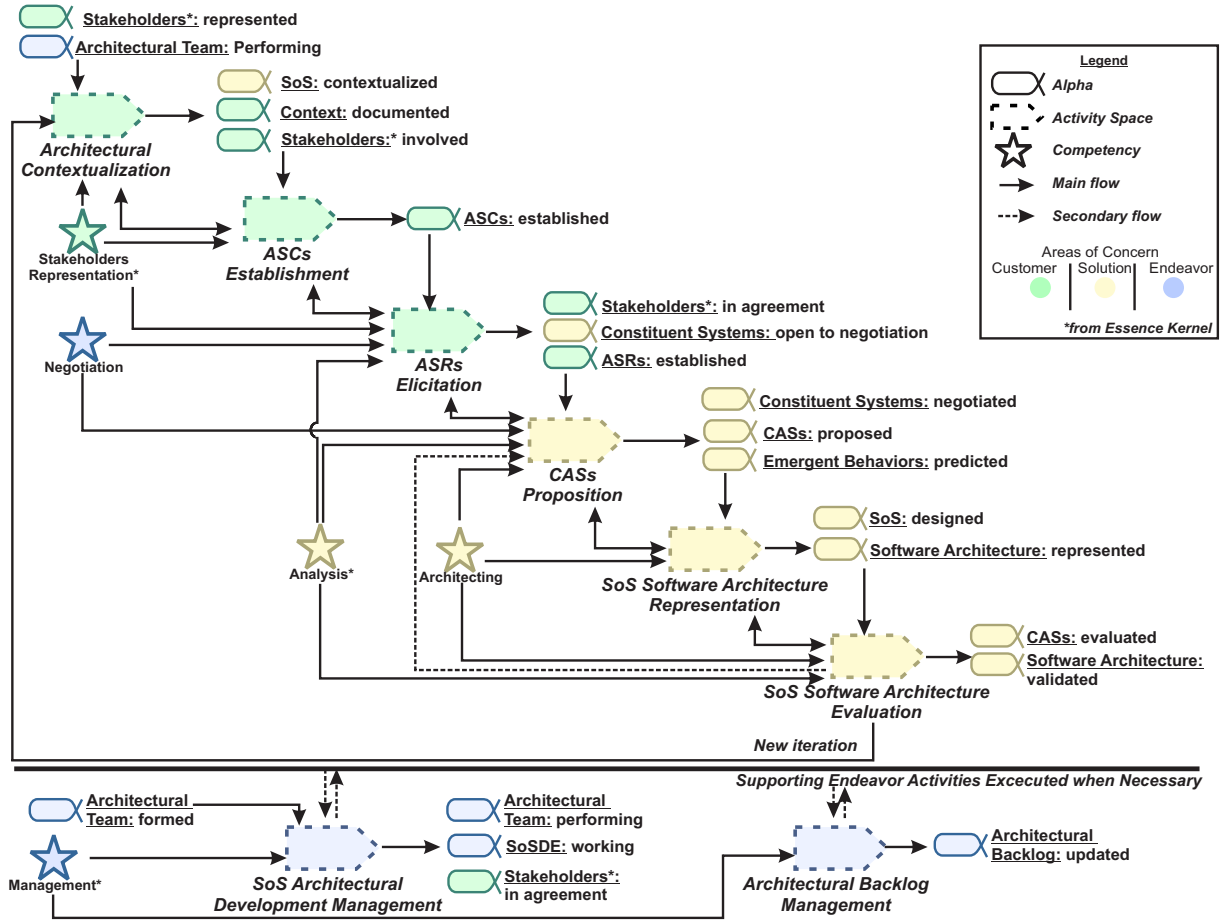 Stakeholders*: represented
Architectural Team: Performing
SoS: contextualized
Context: documented
Stakeholders:* involved
Architectural
Contextualization
Legend
Alpha
Activity Space
Competency
Main flow
Secondary flow
Areas of Concern
Customer
Solution
Endeavor
*from Essence Kernel
ASCs: established
ASCs
Establishment
Stakeholders
Representation*
Stakeholders*: in agreement
Constituent Systems: open to negotiation
ASRs: established
Negotiation
ASRs
Elicitation
Constituent Systems: negotiated
CASs: proposed
Emergent Behaviors: predicted
CASs
Proposition
SoS: designed
Software Architecture: represented
Analysis*
Architecting
SoS Software Architecture
Representation
CASs: evaluated
Software Architecture:
validated
SoS Software Architecture
Evaluation
New iteration
Supporting Endeavor Activities Excecuted when Necessary
Architectural
Team: formed
Management*
SoS Architectural
Development Management
Architectural
Team: performing
SoSDE: working
Stakeholders*:
in agreement
Architectural Backlog
Management
Architectural
Backlog: updated